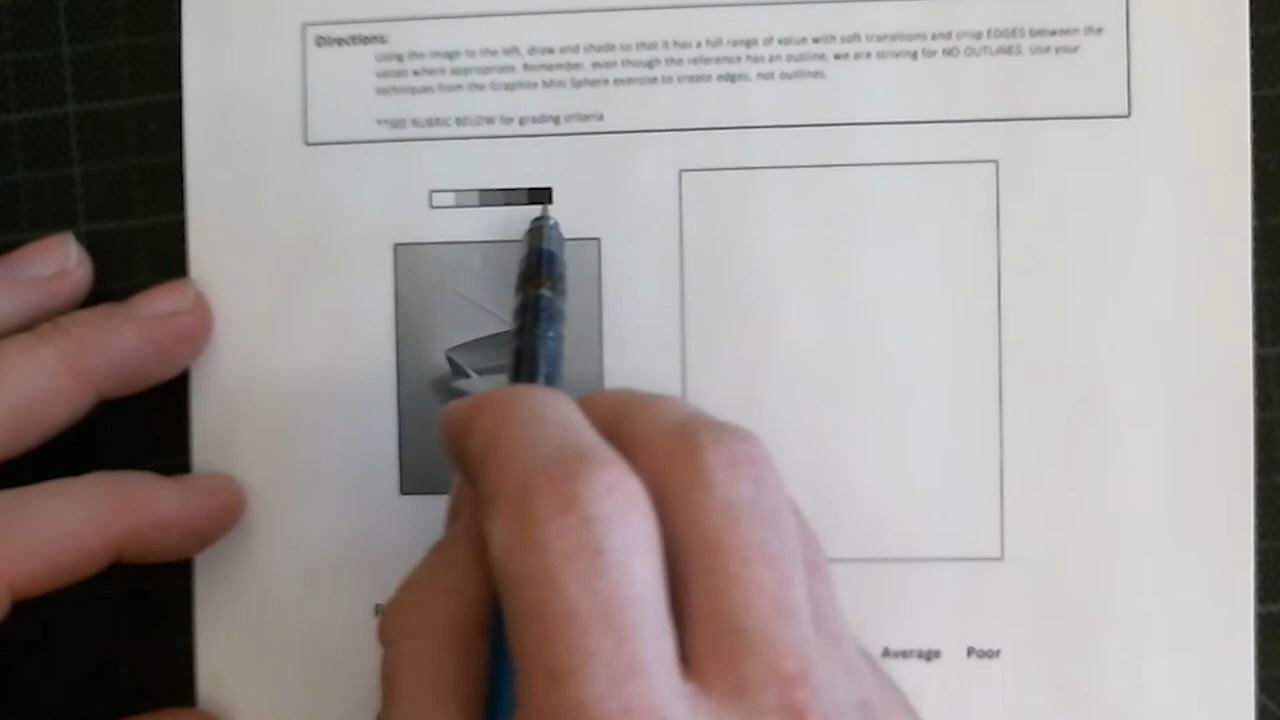 Directions:
Using the image to the left, draw and shade so that it has a full range of value with soft transitions and crisp EDGES between the
values where appropriate. Remember, even though the reference has an outline, we are striving for NO OUTLINES. Use your
techniques from the Graphite Mini Sphere exercise to create edges, not outlines.
**SEE RUBRIC BELOW for grading criteria
Average Poor